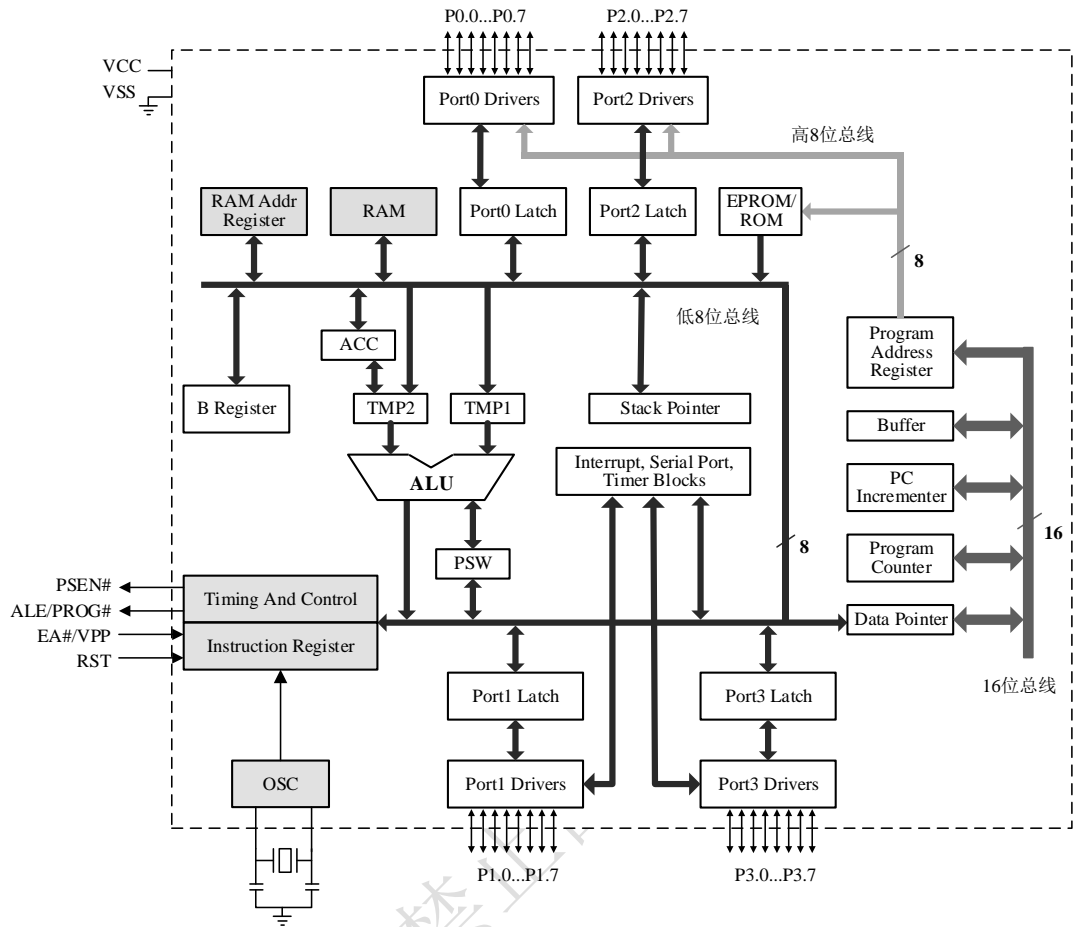 P0.0...P0.7
P2.0...P2.7
VCC
VSS
Port0 Drivers
Port2 Drivers
高8位总线
RAM Addr
Register
RAM
Port0 Latch
Port2 Latch
EPROM/
ROM
8
低8位总线
ACC
Program
Address
Register
B Register
TMP2
TMP1
Stack Pointer
Buffer
ALU
Interrupt, Serial Port,
Timer Blocks
PC
Incrementer
8
16
PSW
Program
Counter
PSEN#
ALE/PROG#
EA#/VPP
RST
Timing And Control
Instruction Register
Data Pointer
16位总线
Port1 Latch
Port3 Latch
OSC
Port1 Drivers
Port3 Drivers
P1.0...P1.7
P3.0...P3.7
禁止